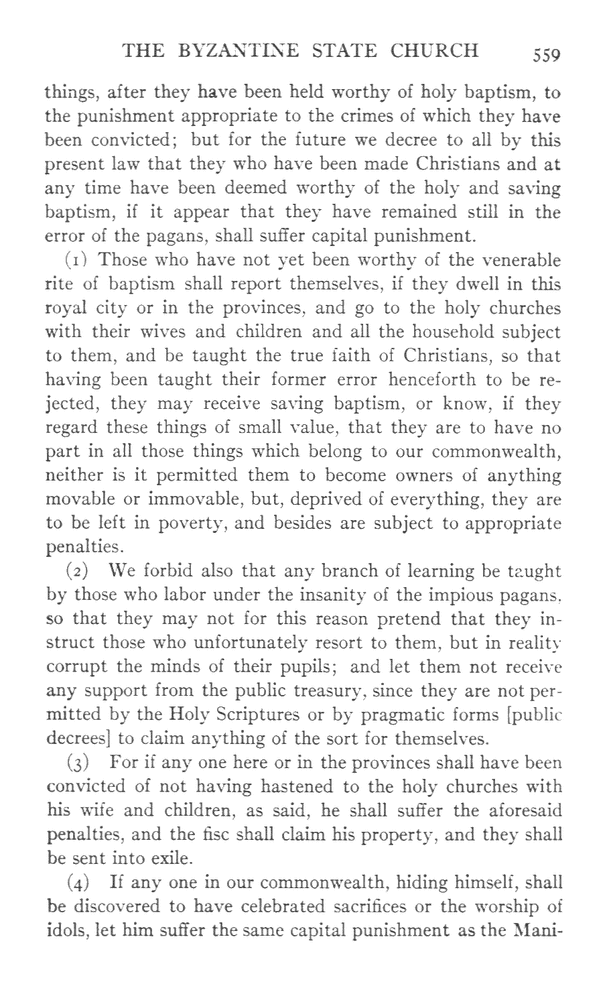 THE BYZANTINE STATE CHURCH 559
things, after they have been held worthy of holy baptism, to
the punishment appropriate to the crimes of which they have
been convicted; but for the future we decree to all by this
present law that they who have been made Christians and at
any time have been deemed worthy of the holy and saving
baptism, if it appear that they have remained still in the
error of the pagans, shall suffer capital punishment.
(1) Those who have not yet been worthy of the venerable
rite of baptism shall report themselves, if they dwell in this
royal city or in the provinces, and go to the holy churches
with their wives and children and all the household subject
to them, and be taught the true faith of Christians, so that
having been taught their former error henceforth to be re-
jected, they may receive saving baptism, or know, if they
regard these things of small value, that they are to have no
part in all those things which belong to our commonwealth,
neither is it permitted them to become owners of anything
movable or immovable, but, deprived of everything, they are
to be left in poverty, and besides are subject to appropriate
penalties.
(2) We forbid also that any branch of learning be taught
by those who labor under the insanity of the impious pagans,
so that they may not for this reason pretend that they in-
struct those who unfortunately resort to them, but in reality
corrupt the minds of their pupils; and let them not receive
any support from the public treasury, since they are not per-
mitted by the Holy Scriptures or by pragmatic forms [public
decrees] to claim anything of the sort for themselves.
(3) For if any one here or in the provinces shall have been
convicted of not having hastened to the holy churches with
his wife and children, as said, he shall suffer the aforesaid
penalties, and the fisc shall claim his property, and they shall
be sent into exile.
(4) If any one in our commonwealth, hiding himself, shall
be discovered to have celebrated sacrifices or the worship of
idols, let him suffer the same capital punishment as the Mani-